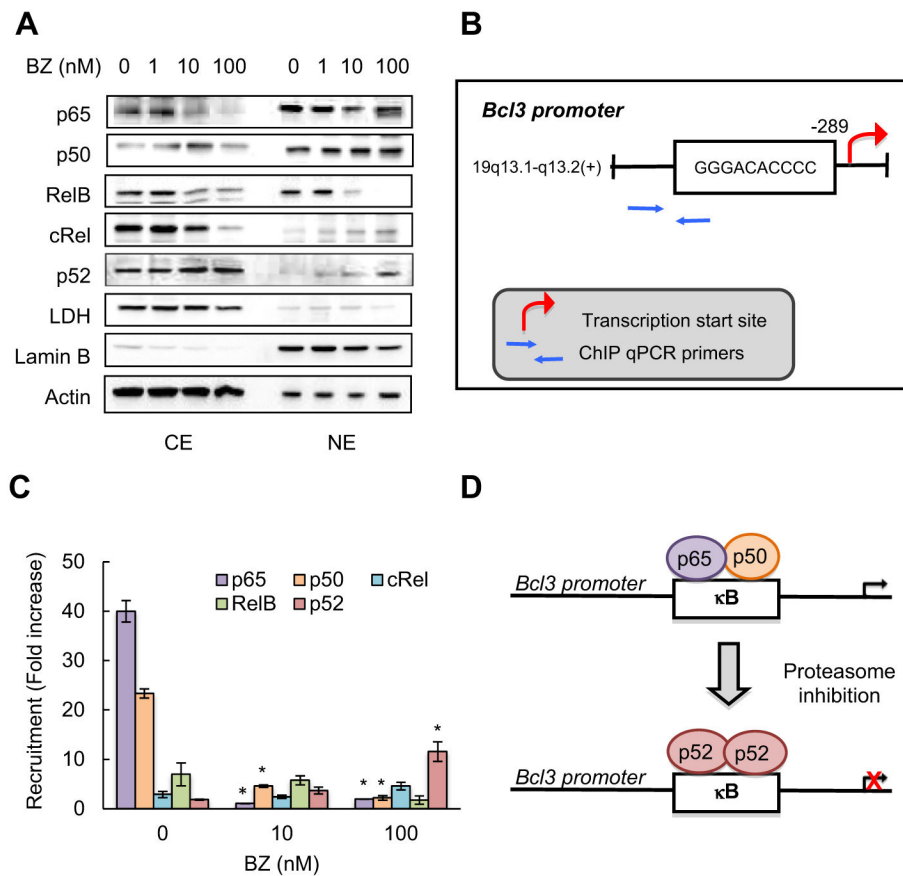 A
BZ (nM) 0 1 10 100 0 1 10 100
p65
p50
RelB
cRel
p52
LDH
Lamin B
Actin
CE NE
B
Bcl3 promoter
-289
19q13.1-q13.2(+) GGGACACCCC
Transcription start site
ChIP qPCR primers
C
Recruitment (Fold increase)
50
40
30
20
10
0
p65 p50 cRel
RelB p52
* * * * *
0 10 100
BZ (nM)
D
p65 p50
Bcl3 promoter κB
Proteasome
inhibition
p52 p52
Bcl3 promoter κB X